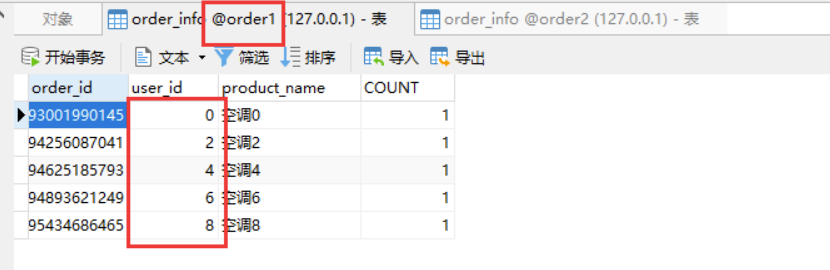 对象 order_info @order1 (127.0.0.1) - 表 order_info @order2 (127.0.0.1) - 表
开始事务 文本 筛选 排序 导入 导出
order_id user_id product_name COUNT
93001990145 0 空调0 1
94256087041 2 空调2 1
94625185793 4 空调4 1
94893621249 6 空调6 1
95434686465 8 空调8 1